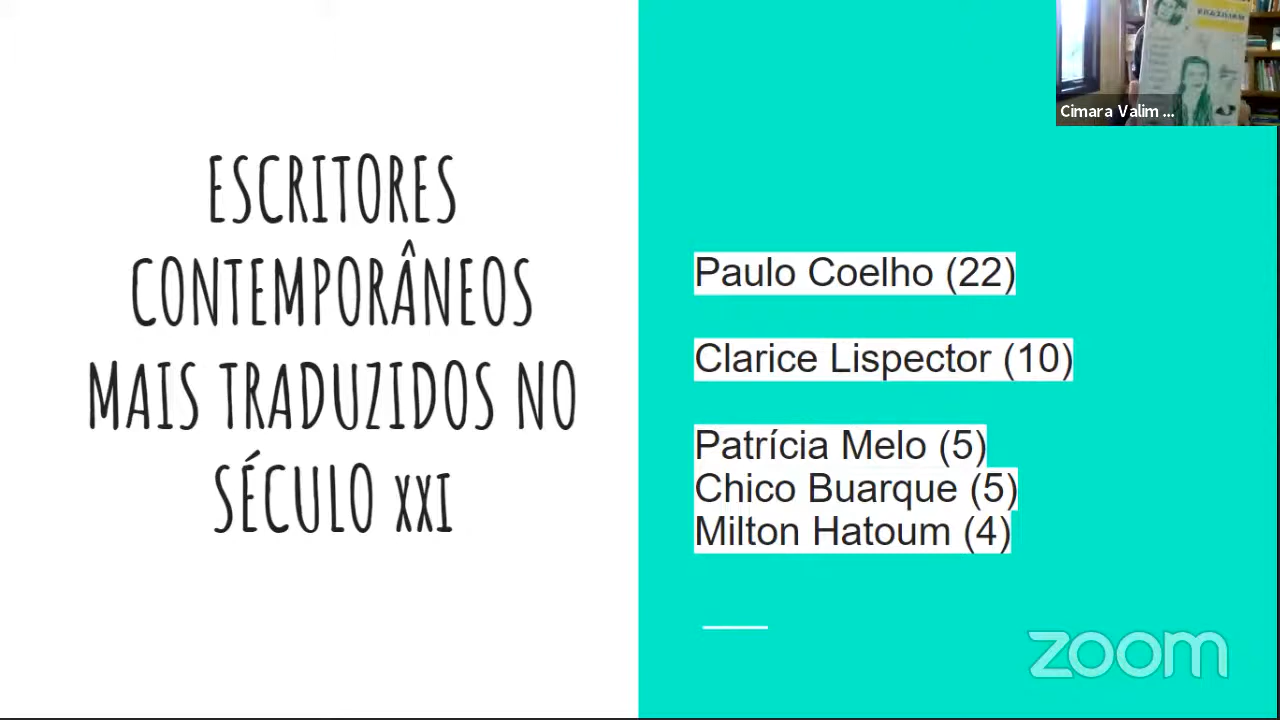 ESCRITORES
CONTEMPORÂNEOS
MAIS TRADUZIDOS NO
SÉCULO XXI
Paulo Coelho (22)
Clarice Lispector (10)
Patrícia Melo (5)
Chico Buarque (5)
Milton Hatoum (4)
Cimara Valim ...
zoom